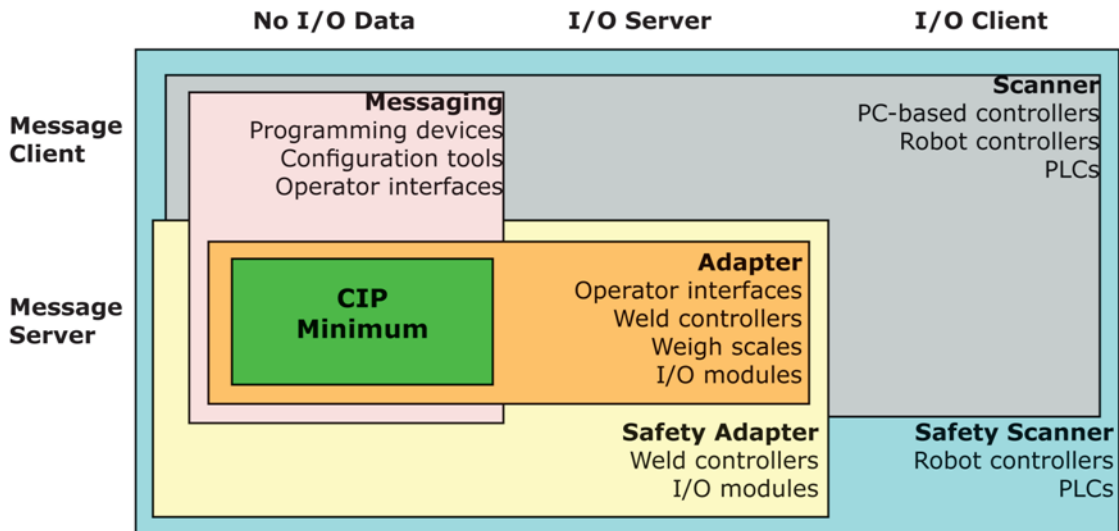 No I/O Data
I/O Server
I/O Client
Message
Client
Messaging
Programming devices
Configuration tools
Operator interfaces
Scanner
PC-based controllers
Robot controllers
PLCs
Message
Server
CIP
Minimum
Adapter
Operator interfaces
Weld controllers
Weigh scales
I/O modules
Safety Adapter
Weld controllers
I/O modules
Safety Scanner
Robot controllers
PLCs